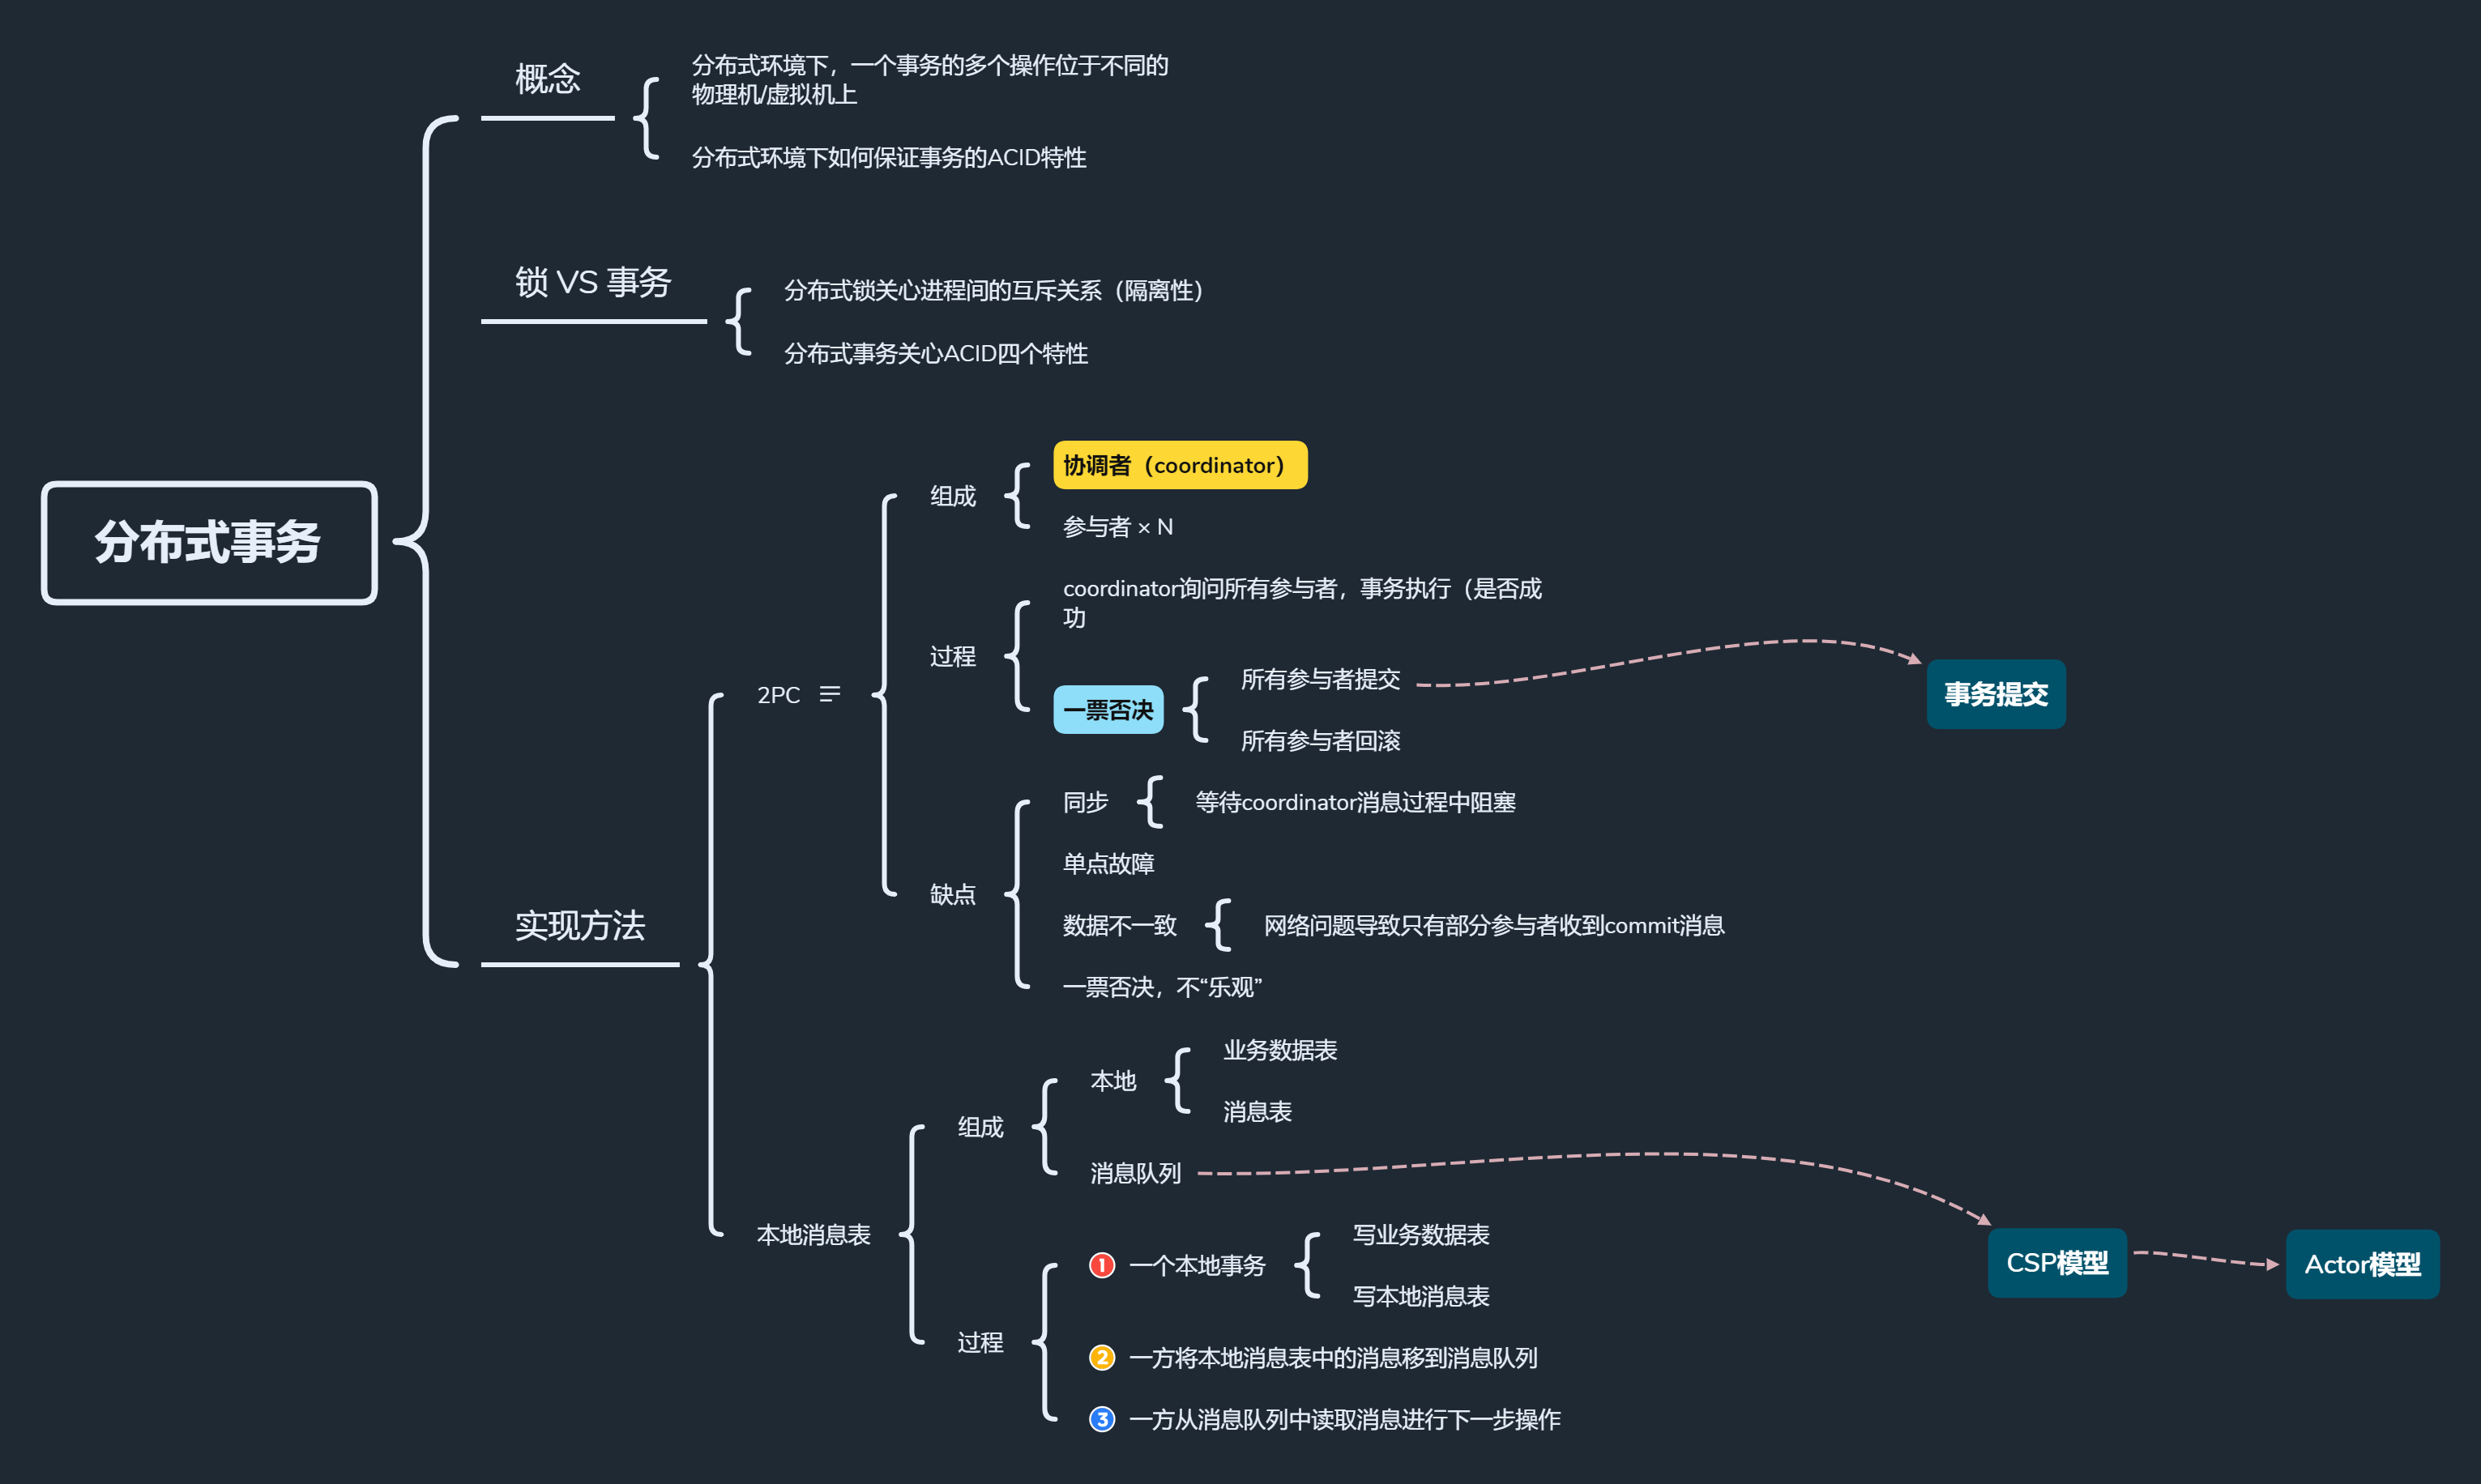 分布式事务
概念
分布式环境下，一个事务的多个操作位于不同的
物理机/虚拟机上
分布式环境下如何保证事务的ACID特性
锁 VS 事务
分布式锁关心进程间的互斥关系（隔离性）
分布式事务关心ACID四个特性
实现方法
2PC
组成
协调者（coordinator）
参与者 × N
过程
coordinator询问所有参与者，事务执行（是否成
功
一票否决
所有参与者提交
事务提交
所有参与者回滚
缺点
同步
等待coordinator消息过程中阻塞
单点故障
数据不一致
网络问题导致只有部分参与者收到commit消息
一票否决，不“乐观”
本地消息表
组成
本地
业务数据表
消息表
消息队列
CSP模型
Actor模型
过程
1 一个本地事务
写业务数据表
写本地消息表
2 一方将本地消息表中的消息移到消息队列
3 一方从消息队列中读取消息进行下一步操作